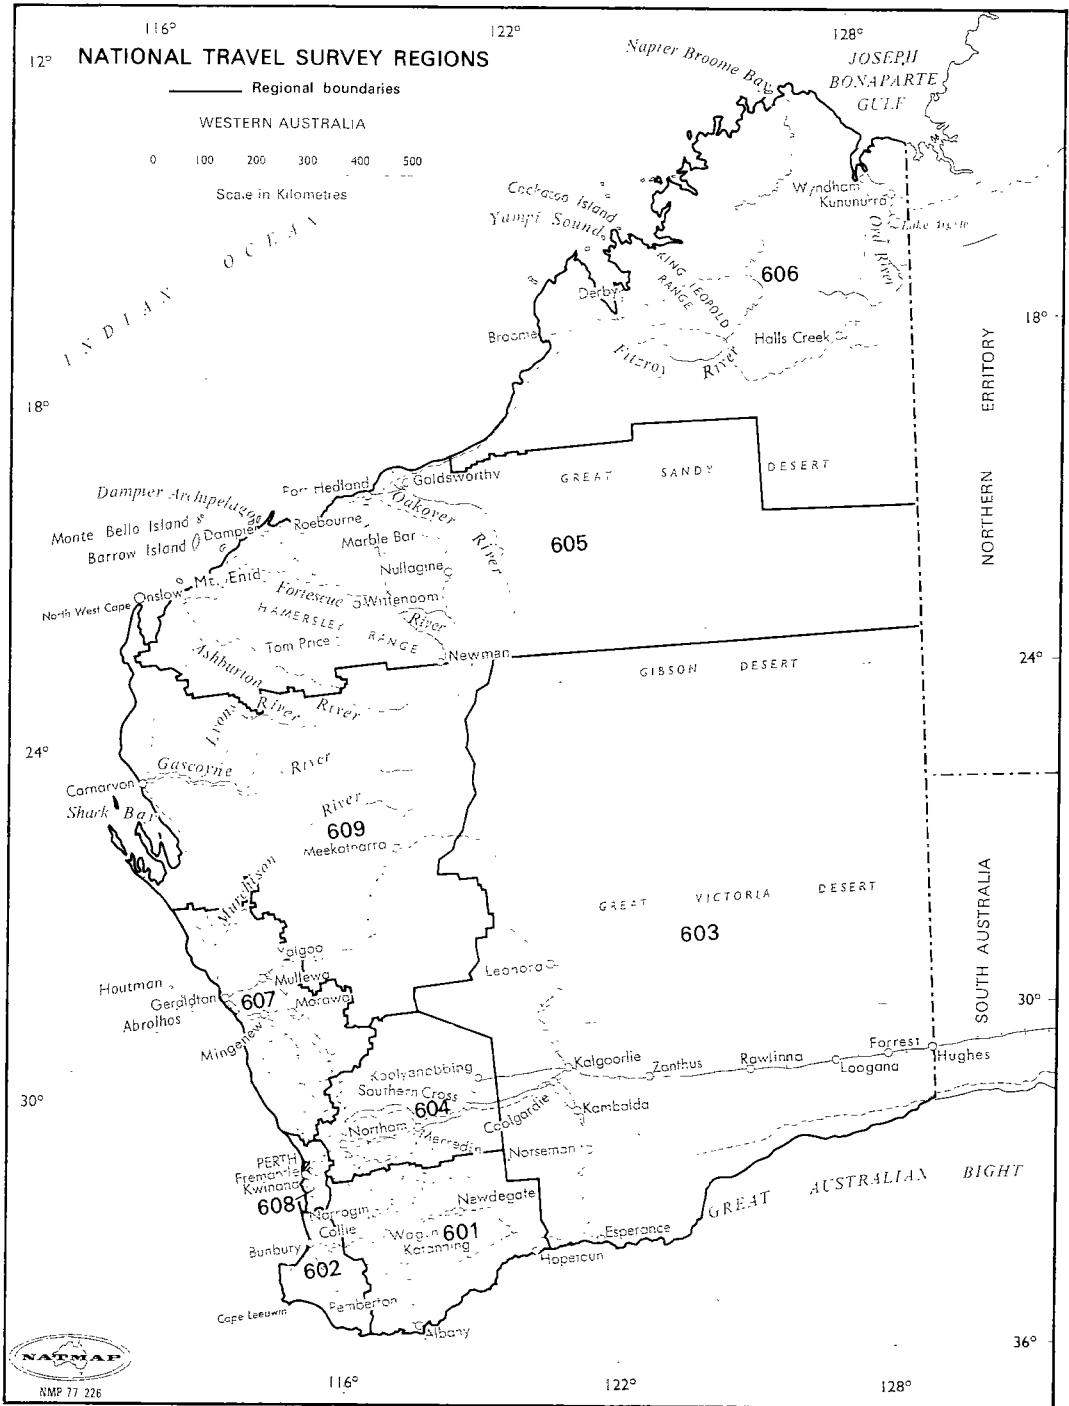 116°
122°
128°
12°
NATIONAL TRAVEL SURVEY REGIONS
Regional boundaries
WESTERN AUSTRALIA
0 100 200 300 400 500
Scale in Kilometres
Napier Broome Bay
JOSEPH
BONAPARTE
GULF
Cockatoo Island
Yampi Sound
INDIAN OCEAN
Wyndham
Kununurra
Lake Argyle
Ord River
606
KING LEOPOLD
RANGE
Derby
Broome
Halls Creek
Fitzroy River
18°
18°
NORTHERN ERRITORY
GREAT SANDY DESERT
Goldsworthy
Port Hedland
Dampier Archipelago
Oakover River
Monte Bello Island
Dampier
Roebourne
Barrow Island
Marble Bar
605
Nullagine
Mt. Enid
Onslow
North West Cape
Fortescue River
Wittenoom
HAMERSLEY RANGE
Tom Price
Newman
24°
GIBSON DESERT
Ashburton River
Lyons River
24°
Gascoyne River
Carnarvon
Shark Bay
Murchison River
609
Meekatharra
GREAT VICTORIA DESERT
603
SOUTH AUSTRALIA
Yalgoo
Leonora
Mullewa
Houtman
Abrolhos
Geraldton
607
Morawa
30°
Mingenew
Forrest
Hughes
Kalgoorlie
Zanthus
Rawlinna
Loogana
Koolyanobbing
Southern Cross
30°
604
Coolgardie
Kambalda
Northam
Merredin
Norseman
PERTH
Fremantle
Kwinana
GREAT AUSTRALIAN BIGHT
608
Newdegate
Narrogin
Collie
Wagin
601
Katanning
Esperance
Bunbury
Hopetoun
602
Pemberton
Cape Leeuwin
Albany
36°
NATMAP
NMP 77 226
116°
122°
128°